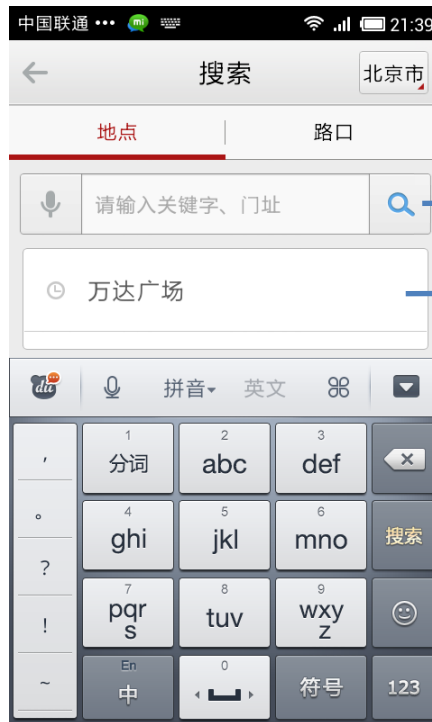 中国联通 ••• mi 21:39
搜索 北京市
地点 路口
请输入关键字、门址
万达广场
du 拼音 英文
, 1 分词 2 abc 3 def
。 4 ghi 5 jkl 6 mno 搜索
?
! 7 pqrs 8 tuv 9 wxyz
~ En 中 0 符号 123